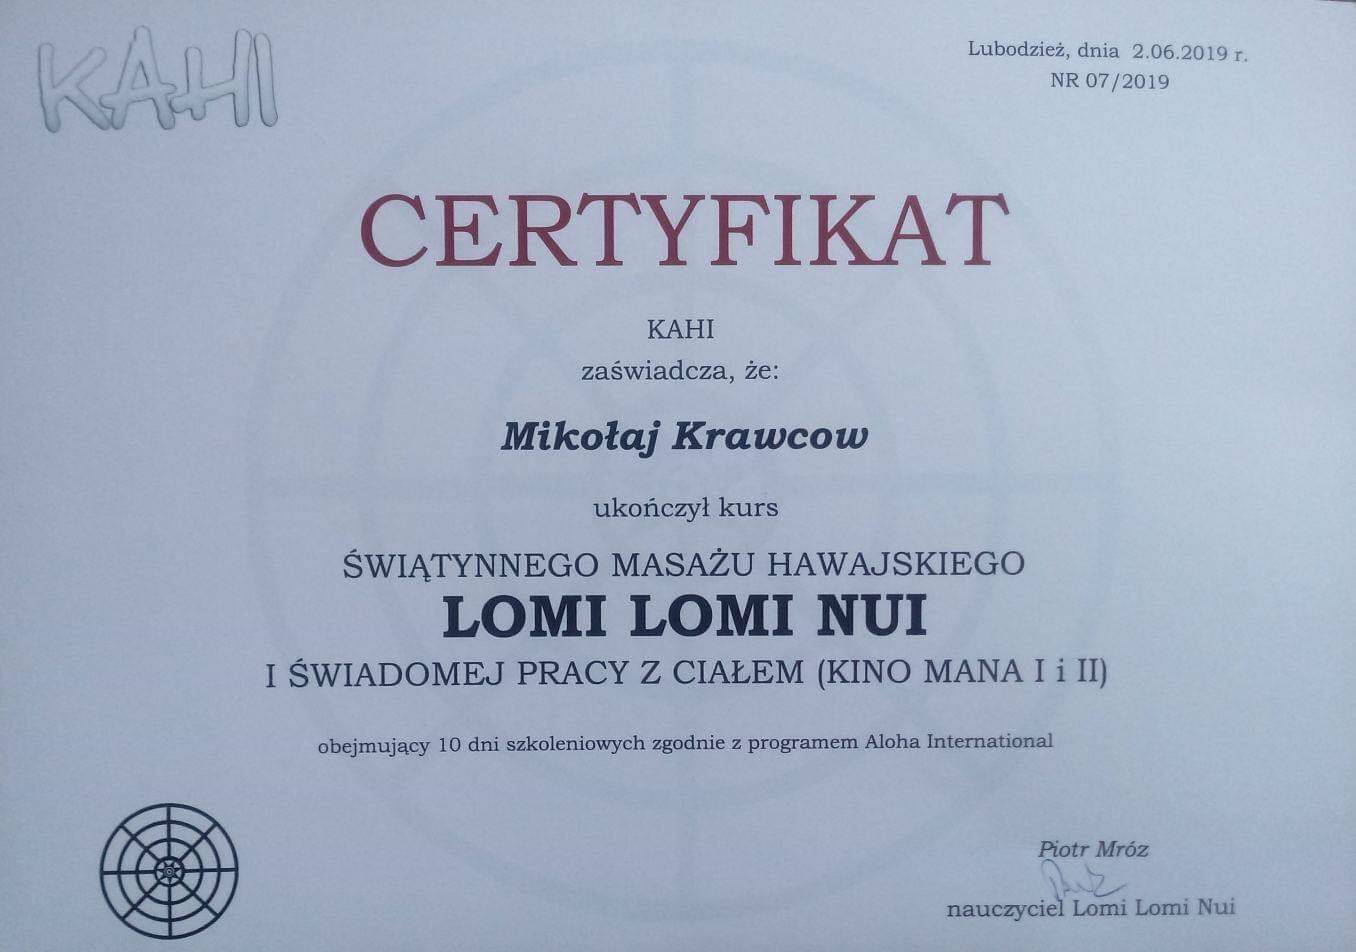 KAHI
Lubodzież, dnia 2.06.2019 r.
NR 07/2019
CERTYFIKAT
KAHI
zaświadcza, że:
Mikołaj Krawcow
ukończył kurs
ŚWIĄTYNNEGO MASAŻU HAWAJSKIEGO
LOMI LOMI NUI
I ŚWIADOMEJ PRACY Z CIAŁEM (KINO MANA I i II)
obejmujący 10 dni szkoleniowych zgodnie z programem Aloha International
Piotr Mróz
nauczyciel Lomi Lomi Nui